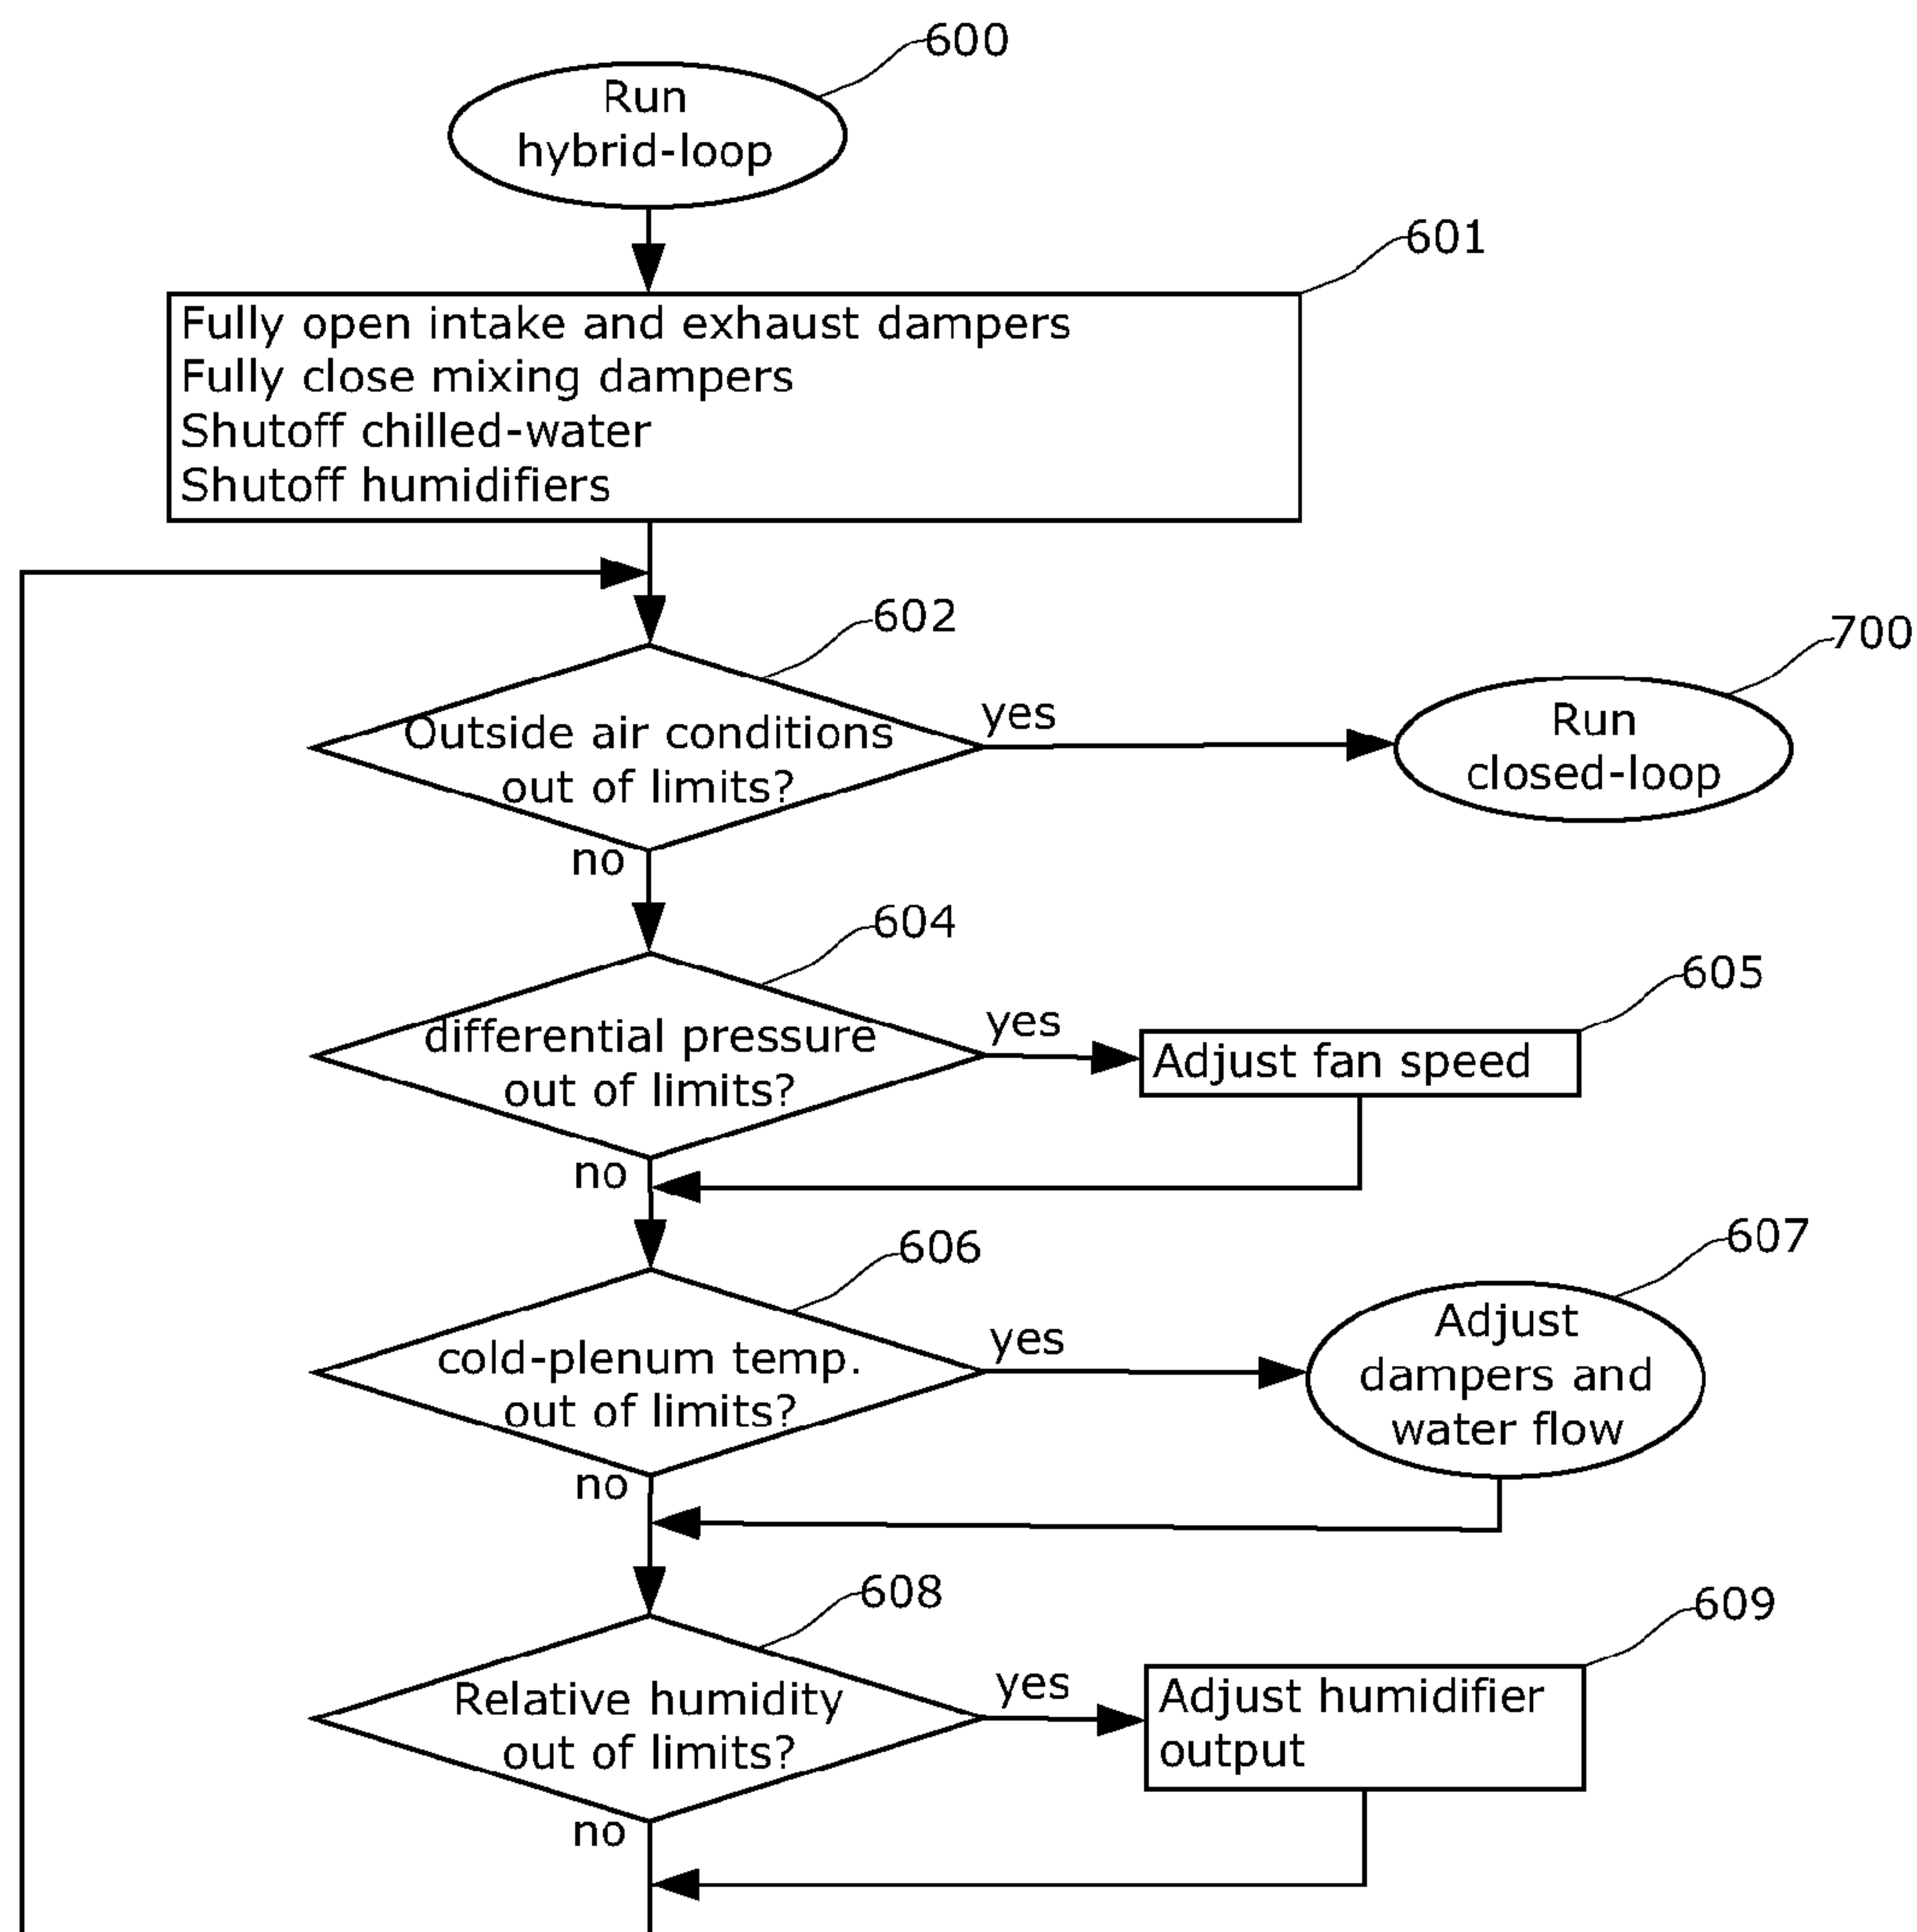 600
Run
hybrid-loop
601
Fully open intake and exhaust dampers
Fully close mixing dampers
Shutoff chilled-water
Shutoff humidifiers
602
Outside air conditions
out of limits?
yes
700
Run
closed-loop
no
604
differential pressure
out of limits?
yes
605
Adjust fan speed
no
606
cold-plenum temp.
out of limits?
yes
607
Adjust
dampers and
water flow
no
608
Relative humidity
out of limits?
yes
609
Adjust humidifier
output
no